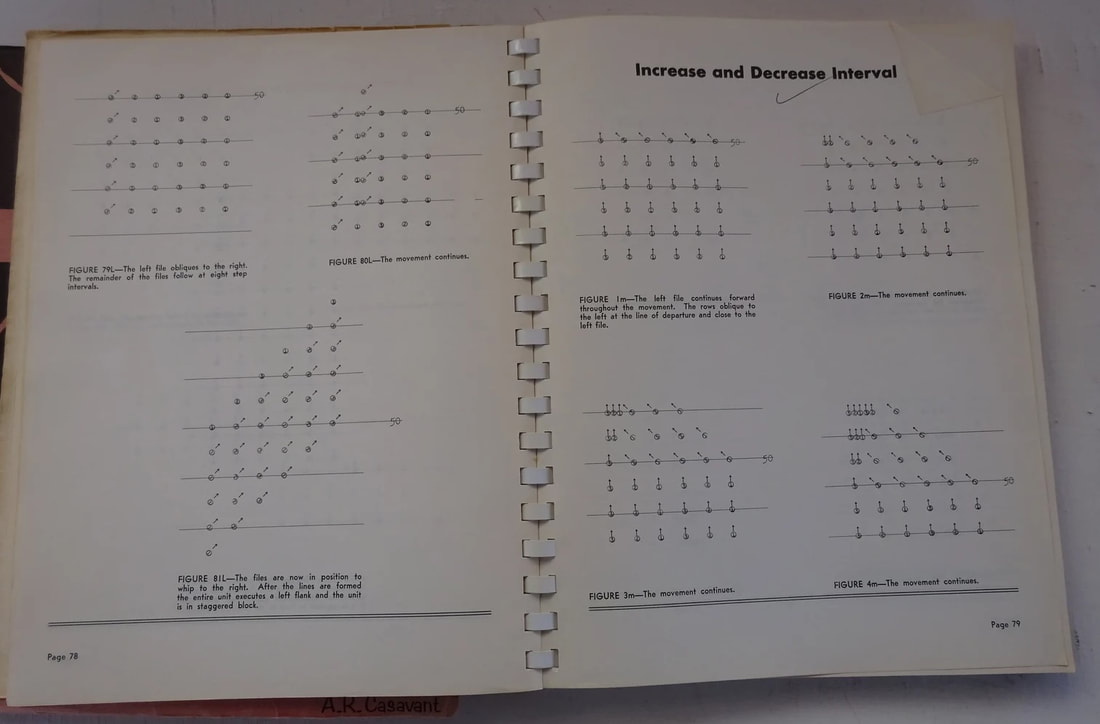 50
50
FIGURE 79L—The left file obliques to the right.
The remainder of the files follow at eight step
intervals.
FIGURE 80L—The movement continues.
50
FIGURE 81L—The files are now in position to
whip to the right. After the lines are formed
the entire unit executes a left flank and the unit
is in staggered block.
Page 78
Increase and Decrease Interval
50
50
FIGURE 1m—The left file continues forward
throughout the movement. The rows oblique to
the left at the line of departure and close to the
left file.
FIGURE 2m—The movement continues.
50
50
FIGURE 3m—The movement continues.
FIGURE 4m—The movement continues.
Page 79
A.R. Casavant